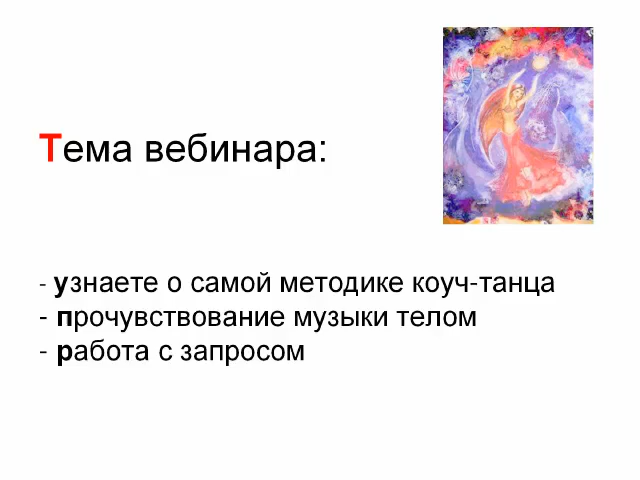 Тема вебинара:
- узнаете о самой методике коуч-танца
- прочувствование музыки телом
- работа с запросом